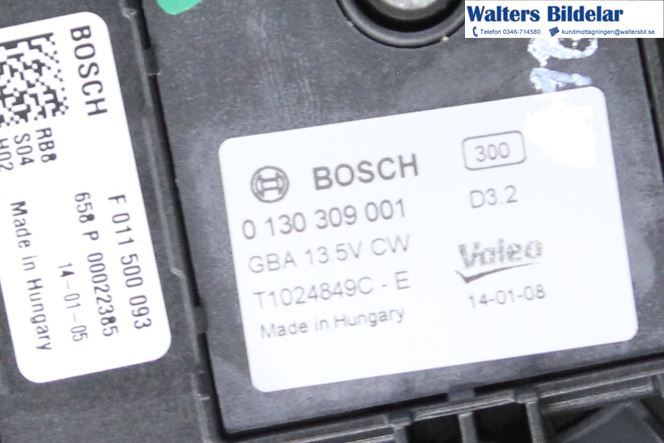 Walters Bildelar
Telefon 0346-714580 kundmottagningen@waltersbil.se
BOSCH
RB8
S04
H02
F 011 500 093
658 P 00022385
14-01-05
Made in Hungary
BOSCH
300
0 130 309 001
D3.2
GBA 13.5V CW
Valeo
T1024849C - E
14-01-08
Made in Hungary